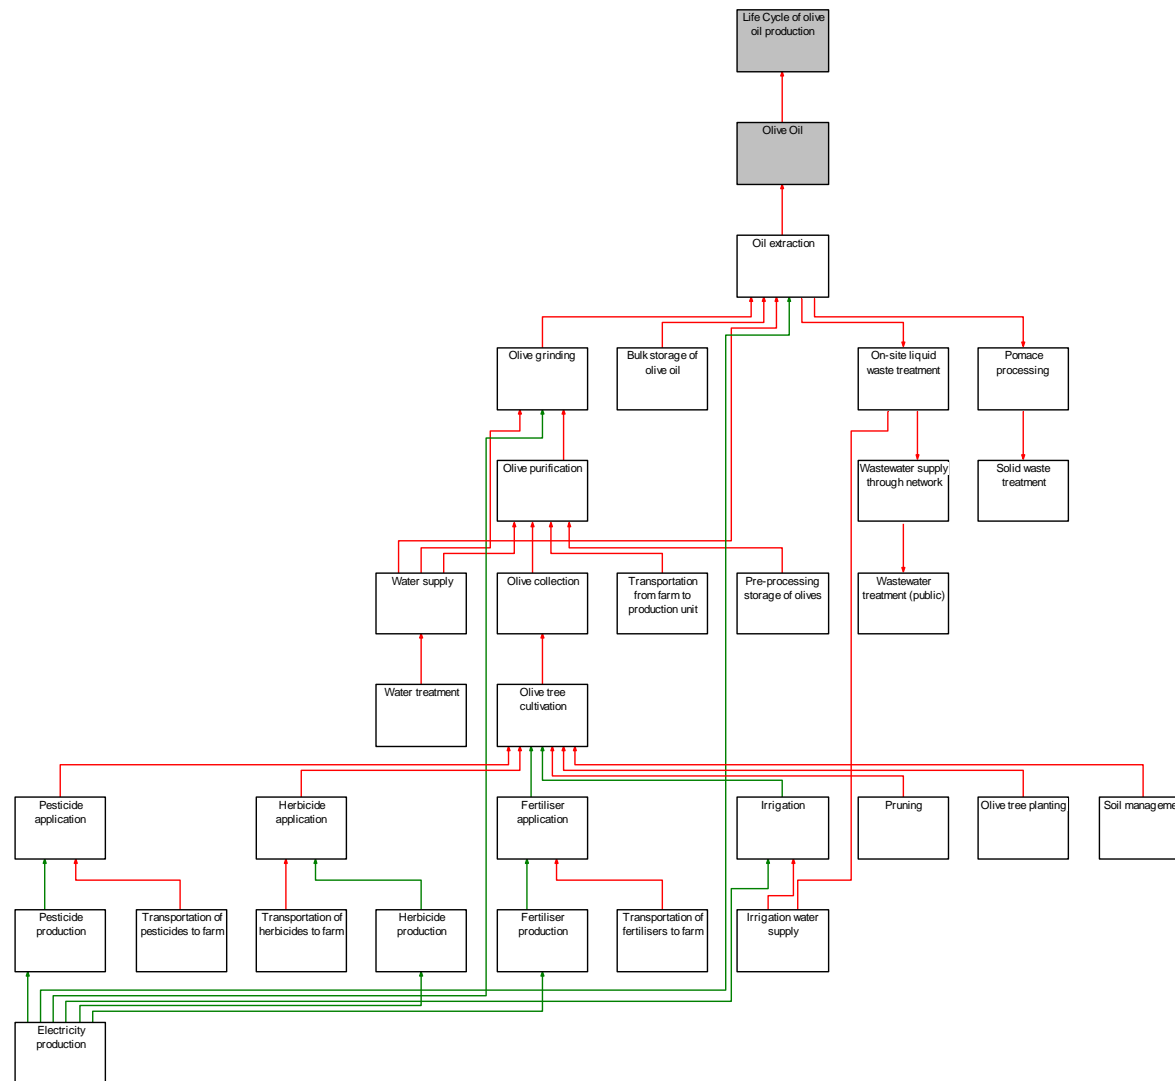 Life Cycle of olive
oil production
Olive Oil
Oil extraction
Olive grinding
Bulk storage of
olive oil
On-site liquid
waste treatment
Pomace
processing
Olive purification
Wastewater supply
through network
Solid waste
treatment
Water supply
Olive collection
Transportation
from farm to
production unit
Pre-processing
storage of olives
Wastewater
treatment (public)
Water treatment
Olive tree
cultivation
Pesticide
application
Herbicide
application
Fertiliser
application
Irrigation
Pruning
Olive tree planting
Soil manageme
Pesticide
production
Transportation of
pesticides to farm
Transportation of
herbicides to farm
Herbicide
production
Fertiliser
production
Transportation of
fertilisers to farm
Irrigation water
supply
Electricity
production